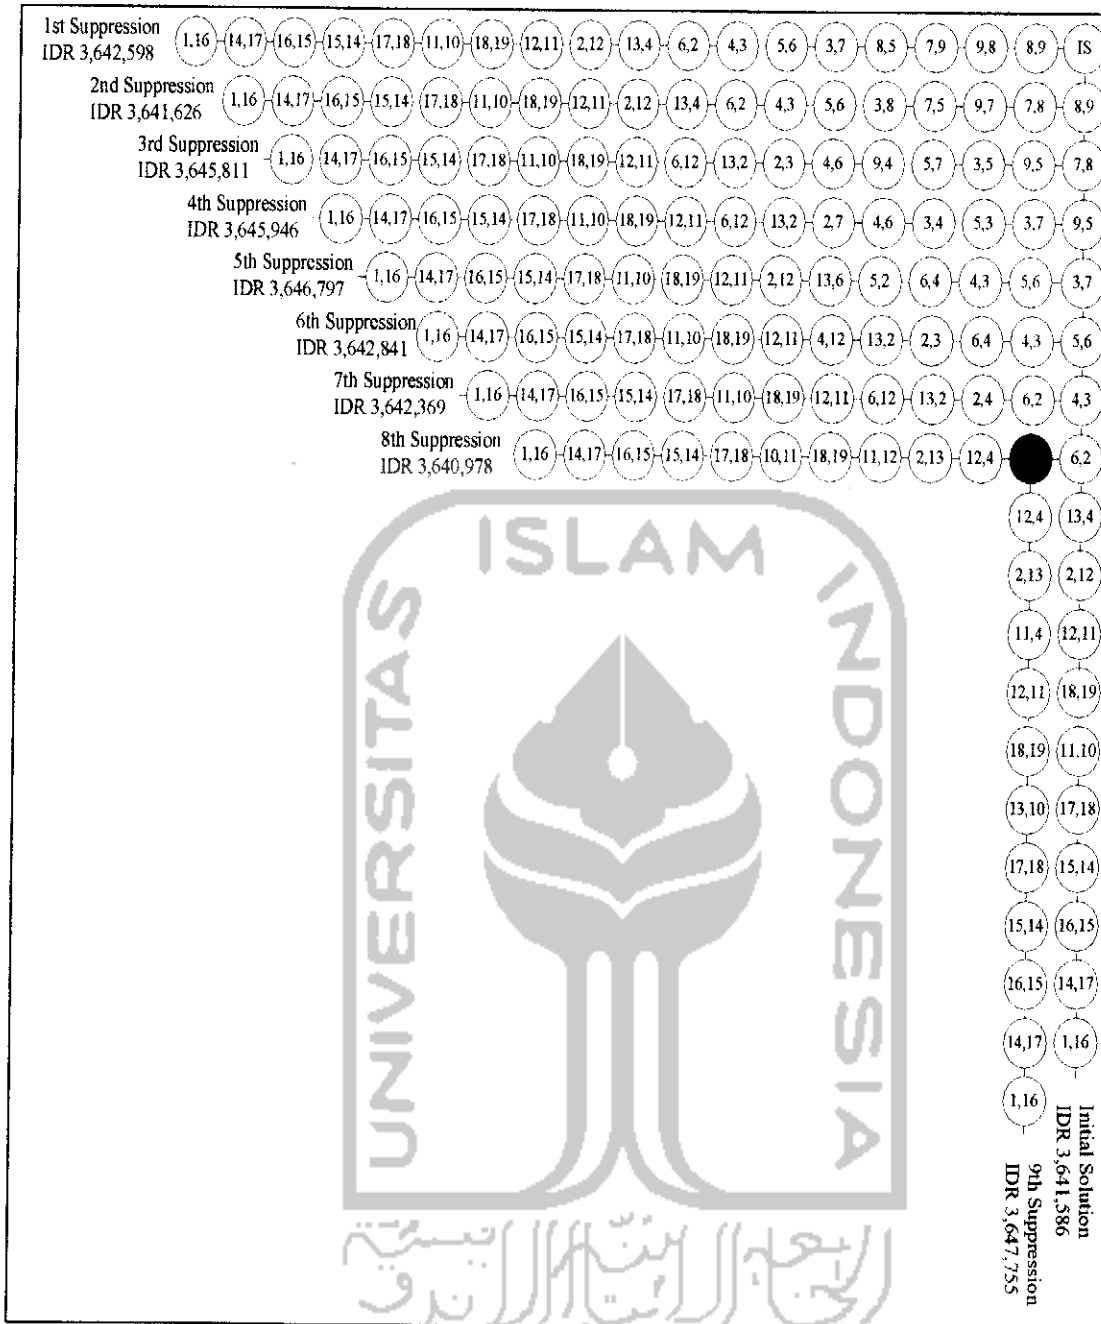 1st Suppression
IDR 3,642,598
1,16 14,17 16,15 15,14 17,18 11,10 18,19 12,11 2,12 13,4 6,2 4,3 5,6 3,7 8,5 7,9 9,8 8,9 IS
2nd Suppression
IDR 3,641,626
1,16 14,17 16,15 15,14 17,18 11,10 18,19 12,11 2,12 13,4 6,2 4,3 5,6 3,8 7,5 9,7 7,8 8,9
3rd Suppression
IDR 3,645,811
1,16 14,17 16,15 15,14 17,18 11,10 18,19 12,11 6,12 13,2 2,3 4,6 9,4 5,7 3,5 9,5 7,8
4th Suppression
IDR 3,645,946
1,16 14,17 16,15 15,14 17,18 11,10 18,19 12,11 6,12 13,2 2,7 4,6 3,4 5,3 3,7 9,5
5th Suppression
IDR 3,646,797
1,16 14,17 16,15 15,14 17,18 11,10 18,19 12,11 2,12 13,6 5,2 6,4 4,3 5,6 3,7
6th Suppression
IDR 3,642,841
1,16 14,17 16,15 15,14 17,18 11,10 18,19 12,11 4,12 13,2 2,3 6,4 4,3 5,6
7th Suppression
IDR 3,642,369
1,16 14,17 16,15 15,14 17,18 11,10 18,19 12,11 6,12 13,2 2,4 6,2 4,3
8th Suppression
IDR 3,640,978
1,16 14,17 16,15 15,14 17,18 10,11 18,19 11,12 2,13 12,4 6,2
12,4 13,4
2,13 2,12
11,4 12,11
12,11 18,19
18,19 11,10
13,10 17,18
17,18 15,14
15,14 16,15
16,15 14,17
14,17 1,16
1,16
Initial Solution
IDR 3,641,586
9th Suppression
IDR 3,647,755
UNIVERSITAS
ISLAM
INDONESIA